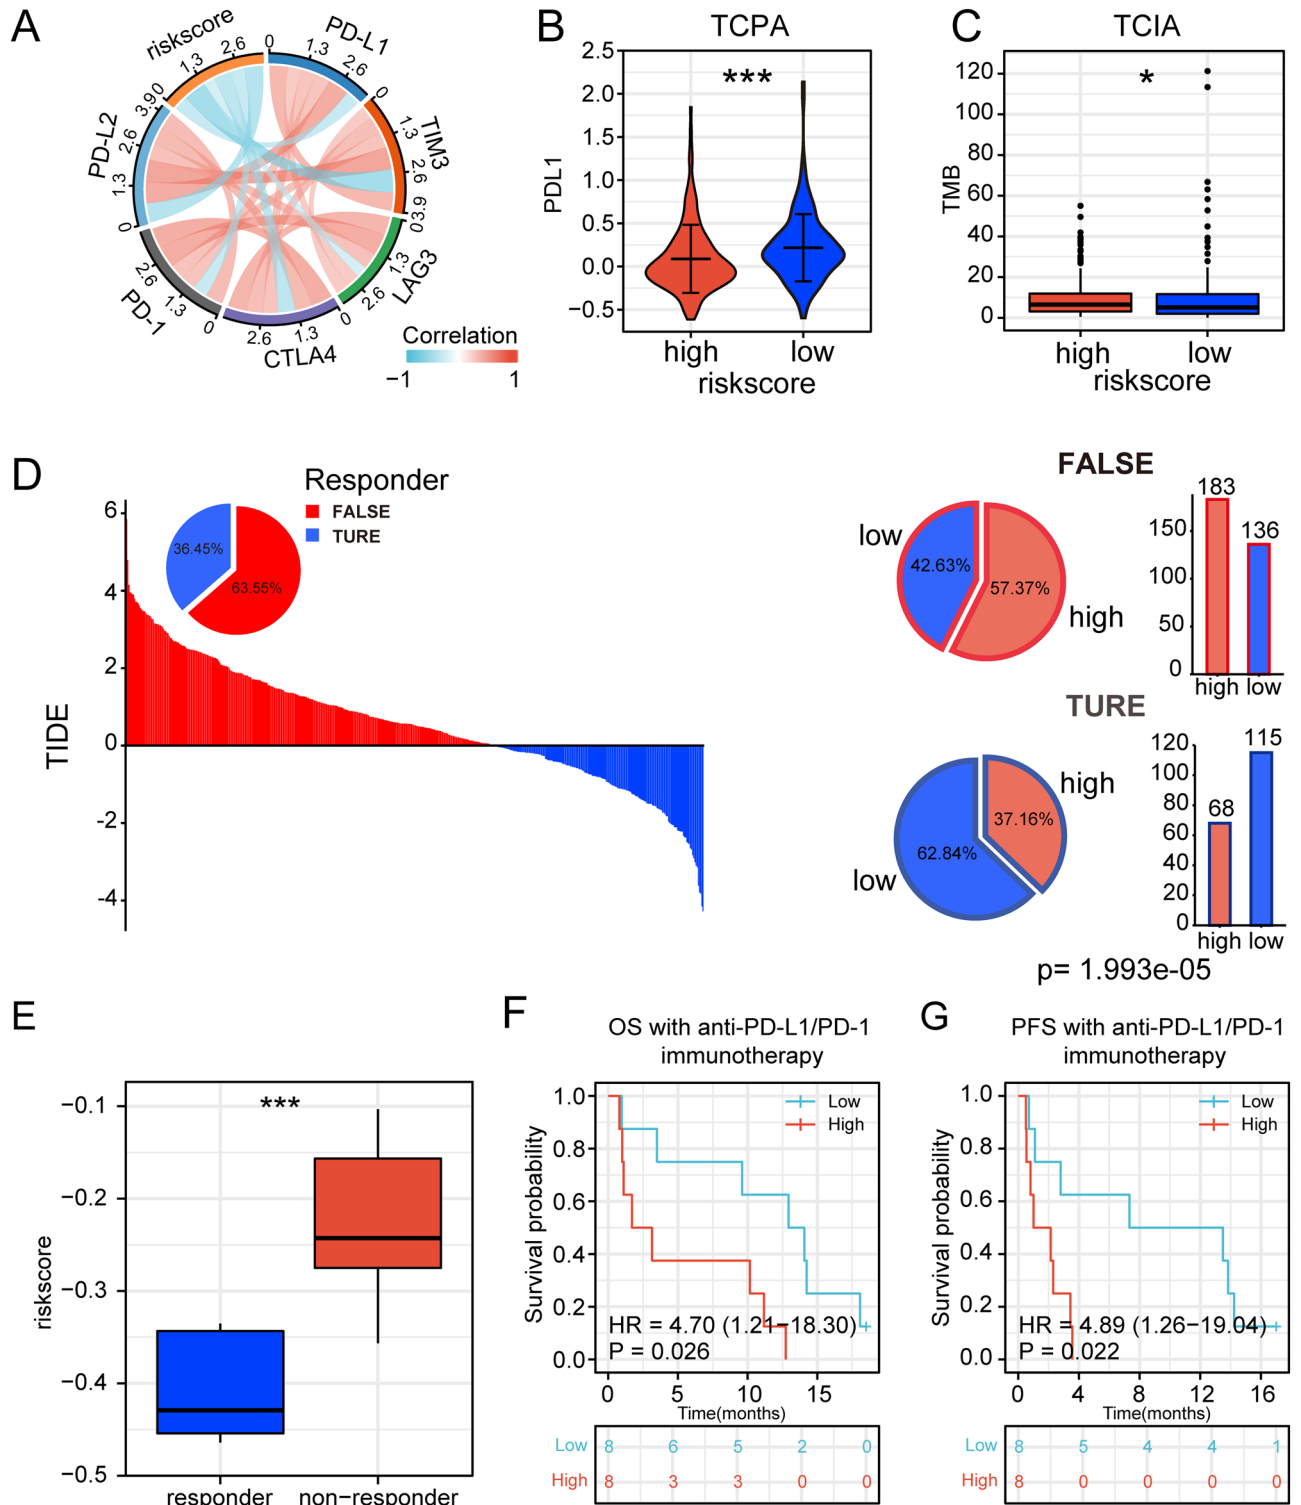 A
riskscore
PD-L1
TIM3
LAG3
CTLA4
PD-1
PD-L2
0 1.3 2.6
0 1.3 2.6 3.9
0 1.3 2.6
0 1.3 2.6
0 1.3 2.6
0 1.3 2.6 3.9
0 1.3 2.6
Correlation
−1 1
B
TCPA
***
PDL1
2.5
2.0
1.5
1.0
0.5
0.0
−0.5
high low
riskscore
C
TCIA
*
TMB
120
100
80
60
40
20
0
high low
riskscore
D
Responder
FALSE
TURE
36.45%
63.55%
TIDE
6
4
2
0
-2
-4
FALSE
low
42.63%
57.37%
high
183
136
150
100
50
0
high low
TURE
high
37.16%
62.84%
low
115
68
120
100
80
60
40
20
0
high low
p= 1.993e-05
E
***
riskscore
−0.1
−0.2
−0.3
−0.4
−0.5
responder non−responder
F
OS with anti-PD-L1/PD-1
immunotherapy
Survival probability
1.0
0.8
0.6
0.4
0.2
0.0
Low
High
HR = 4.70 (1.21−18.30)
P = 0.026
0 5 10 15
Time(months)
Low 8 6 5 2 0
High 8 3 3 0 0
G
PFS with anti-PD-L1/PD-1
immunotherapy
Survival probability
1.0
0.8
0.6
0.4
0.2
0.0
Low
High
HR = 4.89 (1.26−19.04)
P = 0.022
0 4 8 12 16
Time(months)
Low 8 5 4 4 1
High 8 0 0 0 0